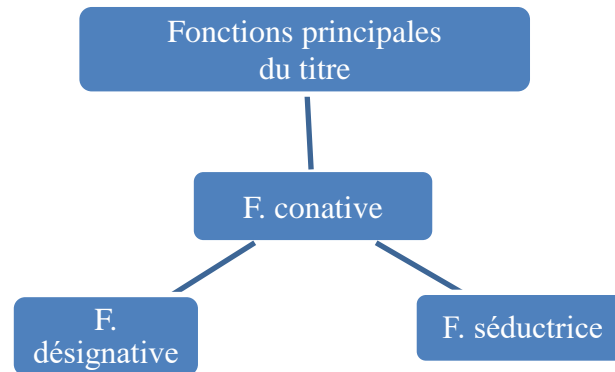 Fonctions principales
du titre
F. conative
F.
désignative
F. séductrice